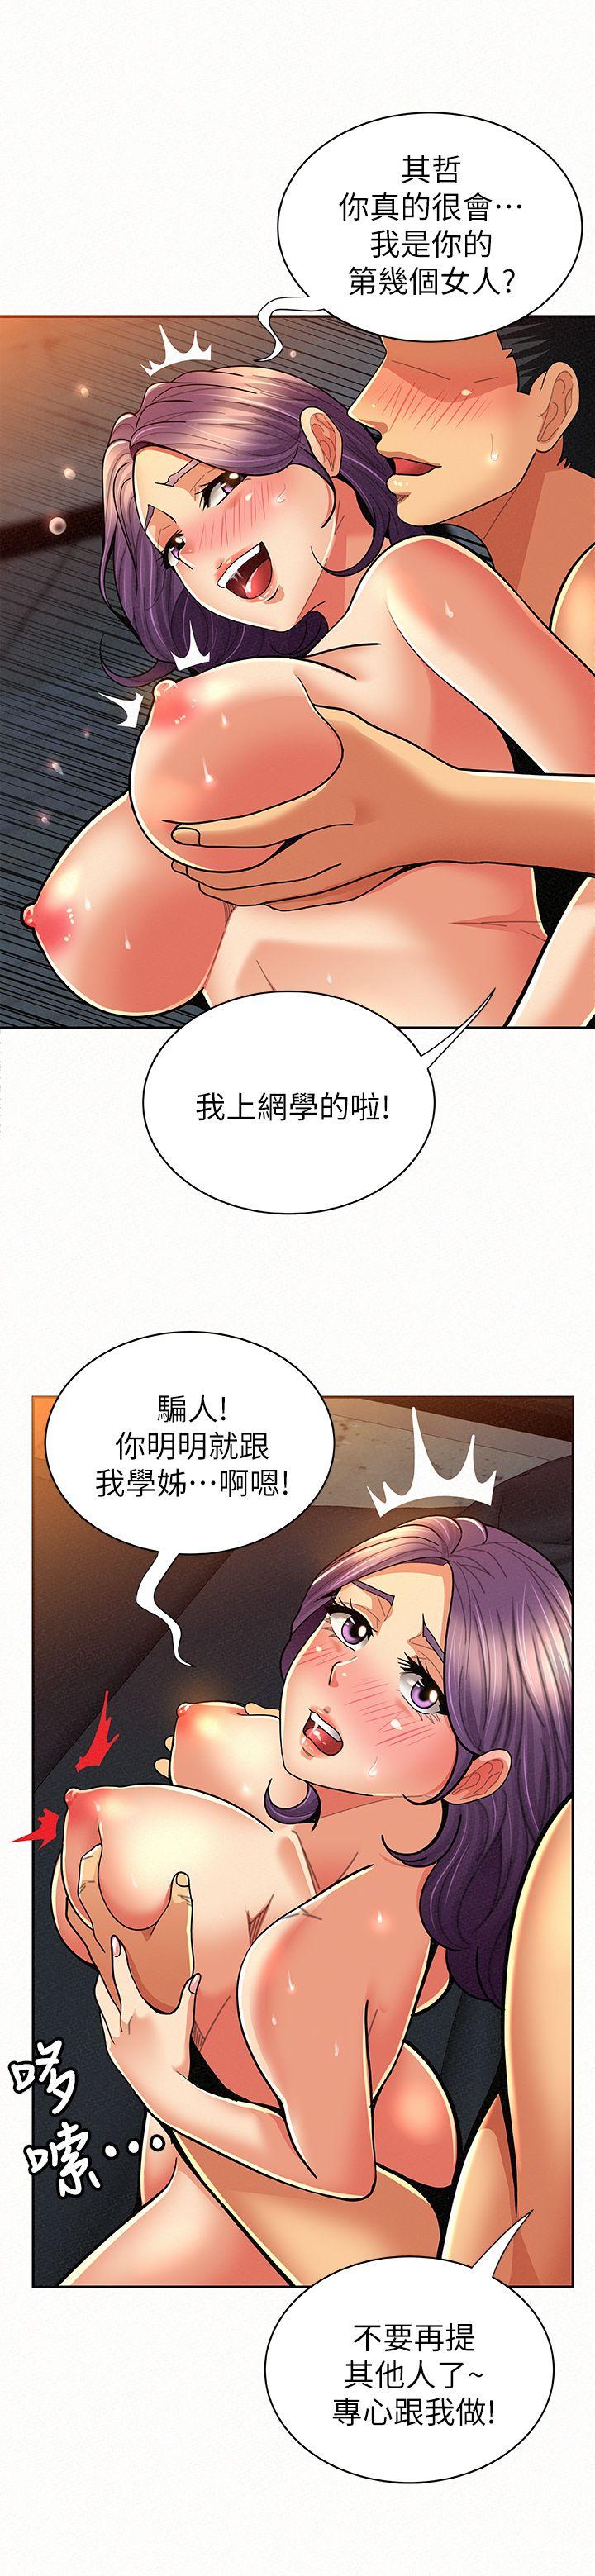 其哲
你真的很會⋯
我是你的
第幾個女人?
我上網學的啦!
騙人!
你明明就跟
我學姊⋯啊嗯!
哆
嗦⋯
不要再提
其他人了~
專心跟我做!